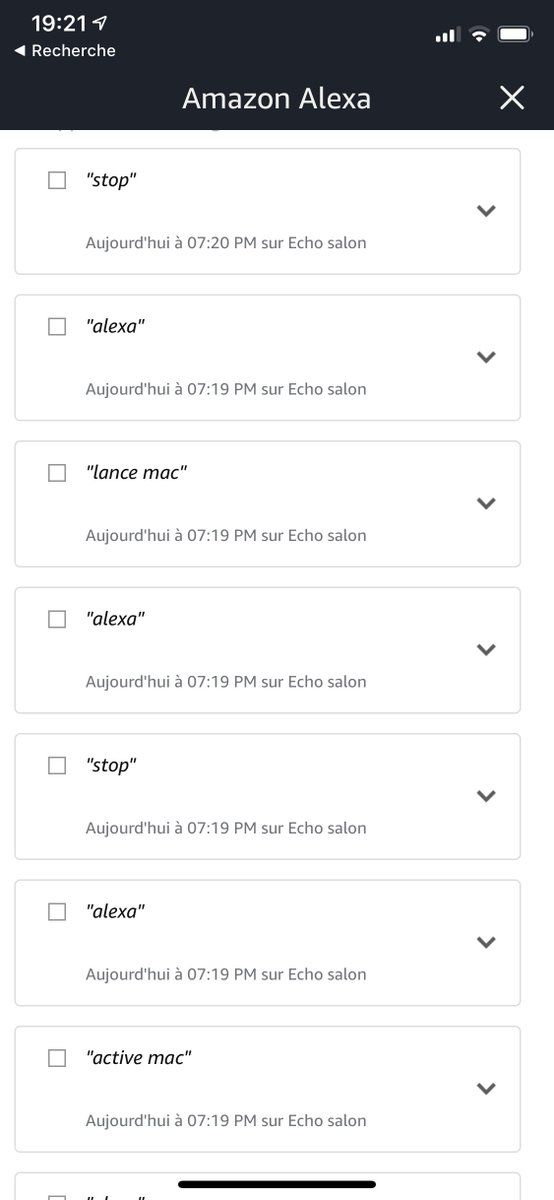 19:21
◀ Recherche
Amazon Alexa
"stop"
Aujourd'hui à 07:20 PM sur Echo salon
"alexa"
Aujourd'hui à 07:19 PM sur Echo salon
"lance mac"
Aujourd'hui à 07:19 PM sur Echo salon
"alexa"
Aujourd'hui à 07:19 PM sur Echo salon
"stop"
Aujourd'hui à 07:19 PM sur Echo salon
"alexa"
Aujourd'hui à 07:19 PM sur Echo salon
"active mac"
Aujourd'hui à 07:19 PM sur Echo salon